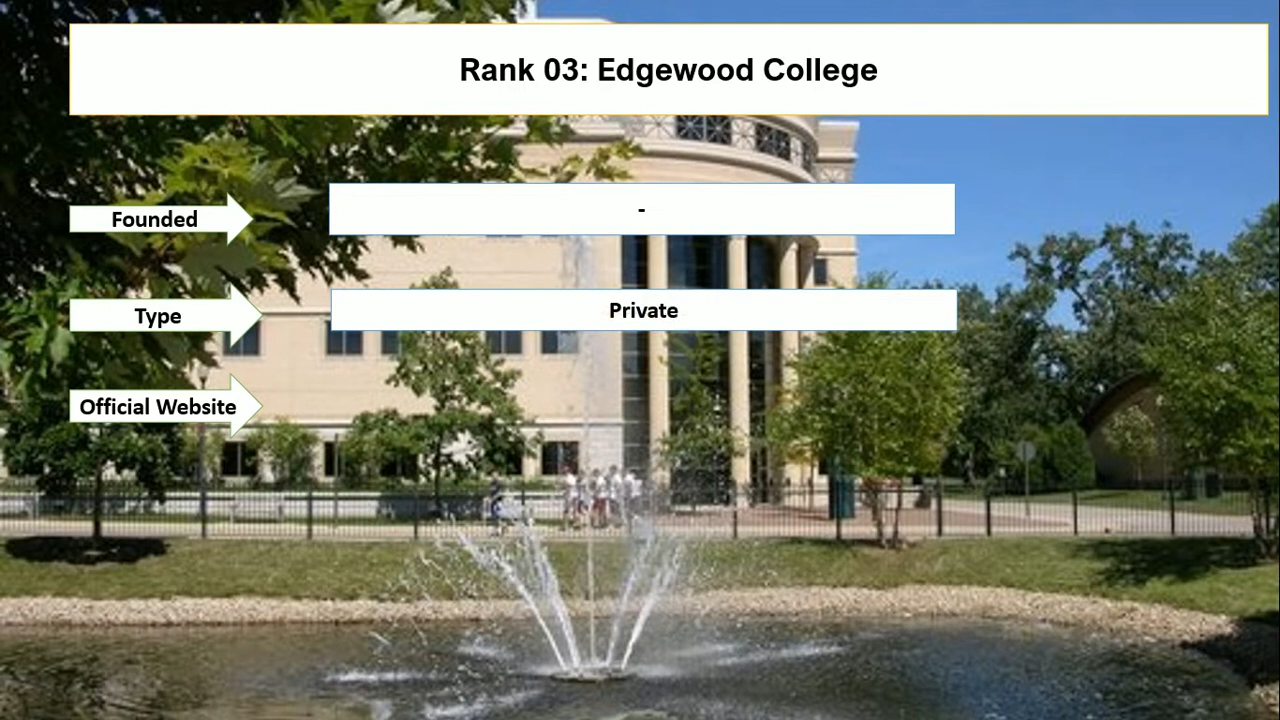 Rank 03: Edgewood College
Founded
-
Type
Private
Official Website